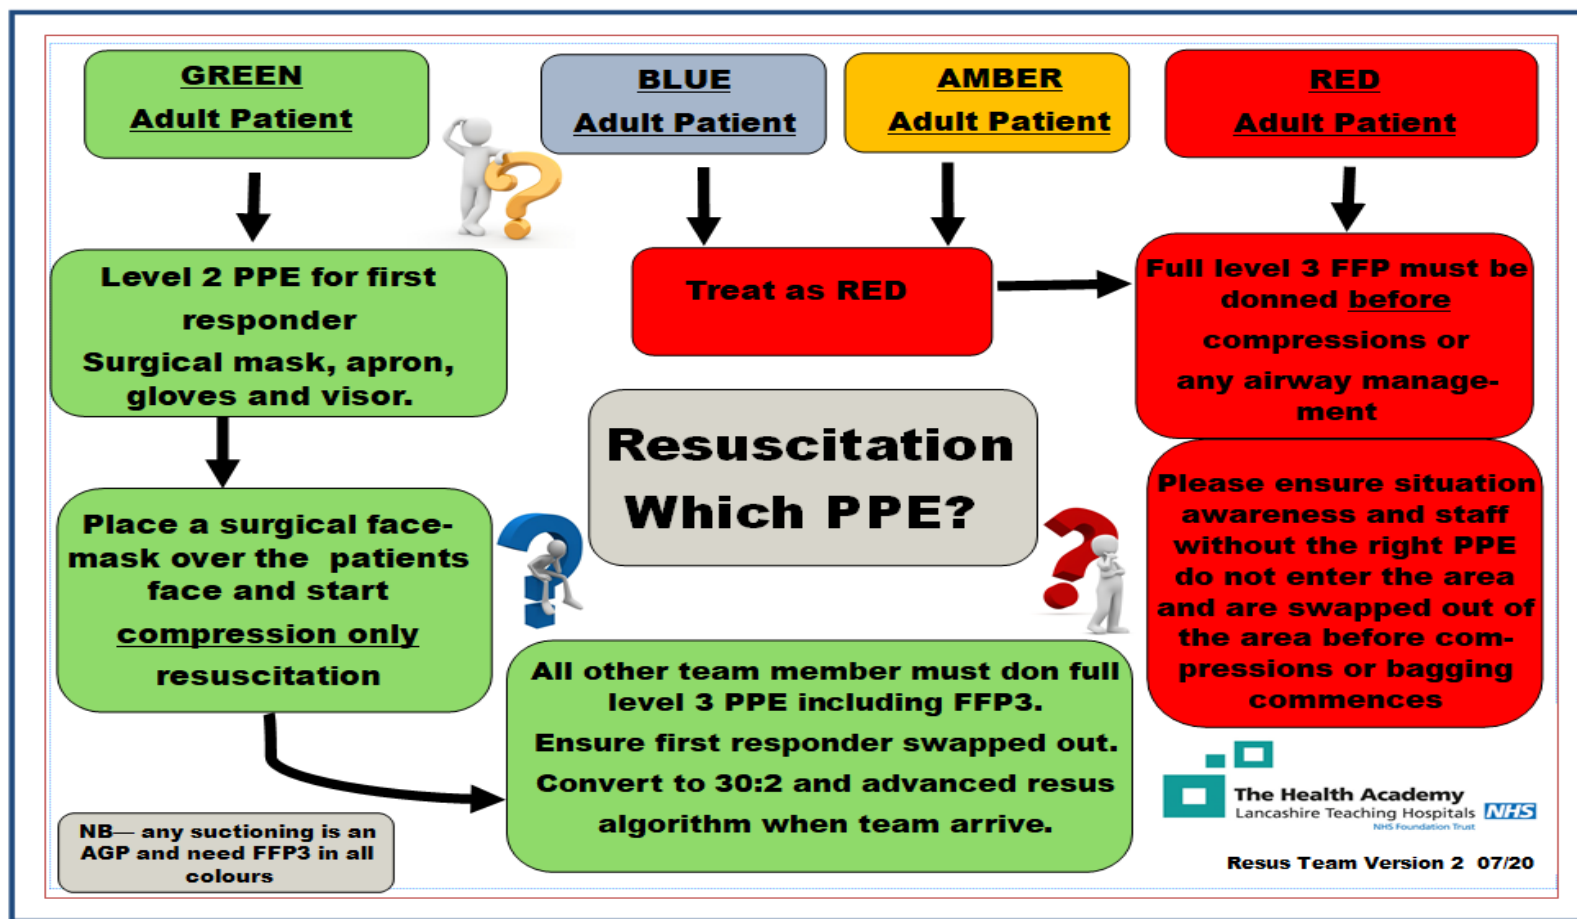 GREEN
Adult Patient
BLUE
Adult Patient
AMBER
Adult Patient
RED
Adult Patient
Level 2 PPE for first
responder
Surgical mask, apron,
gloves and visor.
Treat as RED
Full level 3 FFP must be
donned before
compressions or
any airway manage-
ment
Resuscitation
Which PPE?
Place a surgical face-
mask over the patients
face and start
compression only
resuscitation
Please ensure situation
awareness and staff
without the right PPE
do not enter the area
and are swapped out of
the area before com-
pressions or bagging
commences
All other team member must don full
level 3 PPE including FFP3.
Ensure first responder swapped out.
Convert to 30:2 and advanced resus
algorithm when team arrive.
NB— any suctioning is an
AGP and need FFP3 in all
colours
The Health Academy
Lancashire Teaching Hospitals NHS
NHS Foundation Trust
Resus Team Version 2 07/20